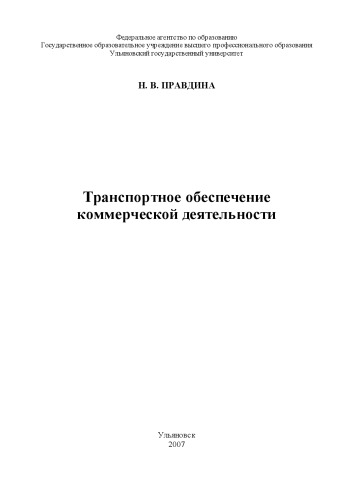 Федеральное агентство по образованию
Государственное образовательное учреждение высшего профессионального образования
Ульяновский государственный университет
Н. В. ПРАВДИНА
Транспортное обеспечение
коммерческой деятельности
Ульяновск
2007